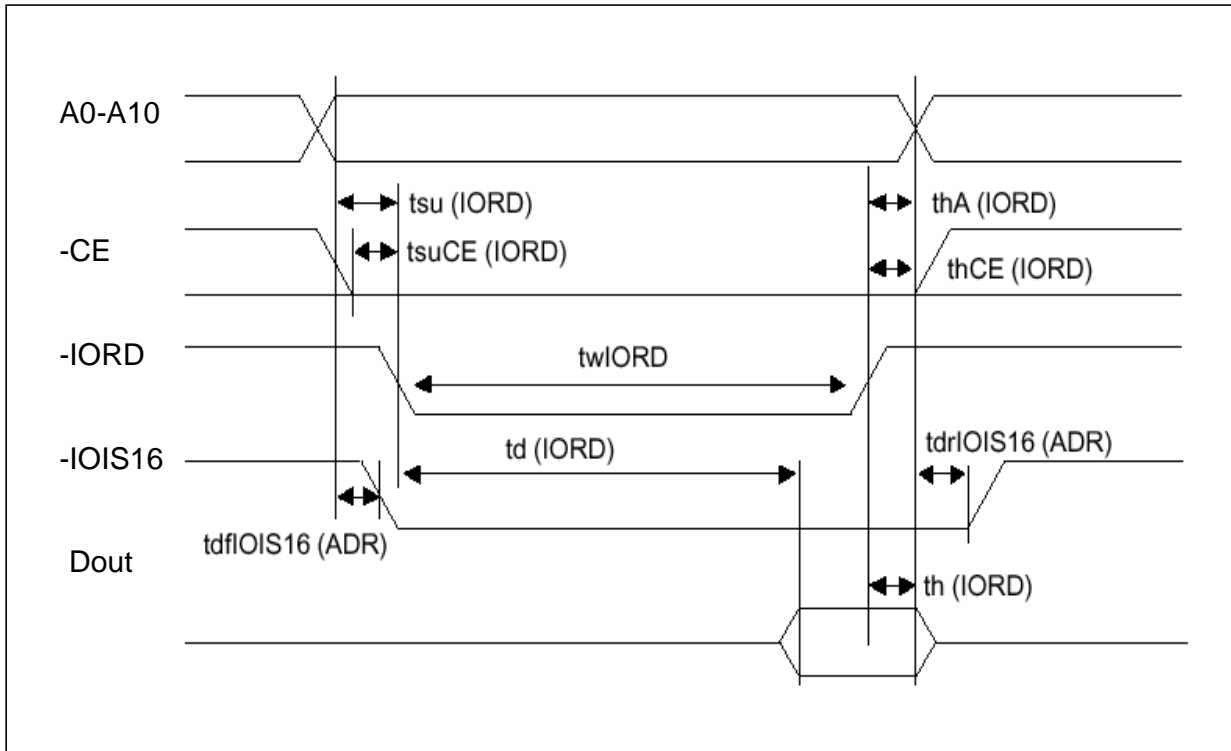 A0-A10
tsu (IORD)
thA (IORD)
-CE
tsuCE (IORD)
thCE (IORD)
-IORD
twIORD
td (IORD)
tdrIOIS16 (ADR)
-IOIS16
tdfIOIS16 (ADR)
Dout
th (IORD)